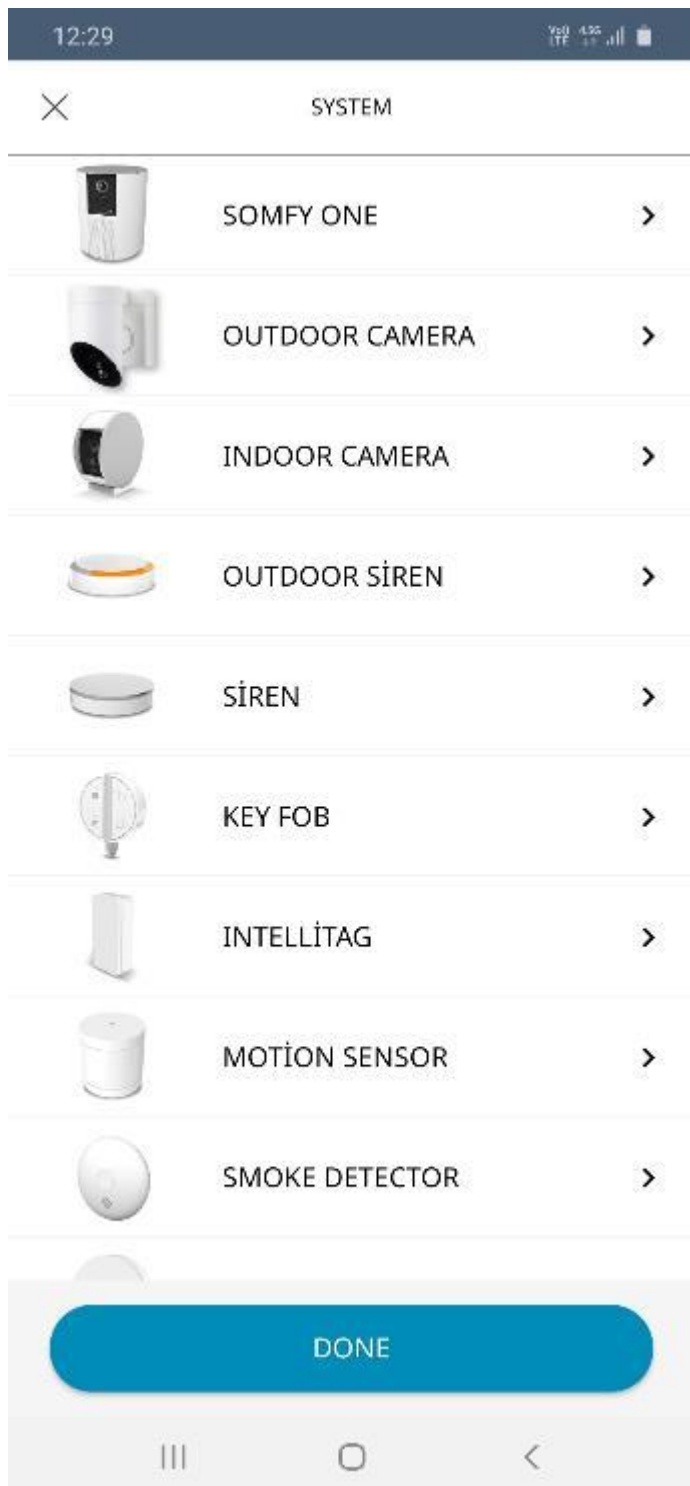 12:29
SYSTEM
SOMFY ONE
OUTDOOR CAMERA
INDOOR CAMERA
OUTDOOR SİREN
SİREN
KEY FOB
INTELLİTAG
MOTİON SENSOR
SMOKE DETECTOR
DONE